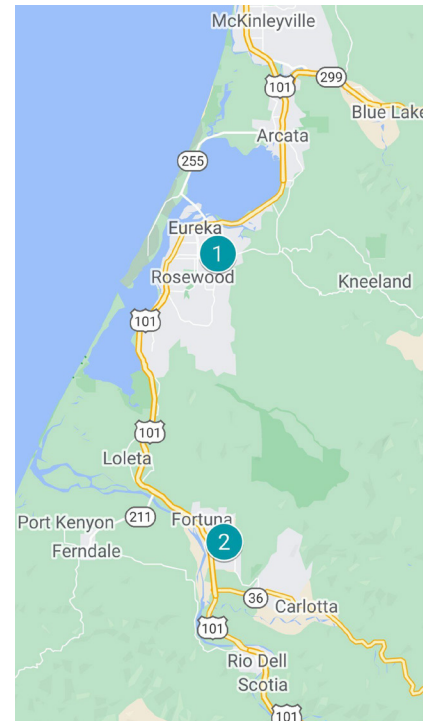 McKinleyville
299
101
Blue Lake
Arcata
255
Eureka
1
Rosewood
Kneeland
101
101
Loleta
211
Port Kenyon
Fortuna
2
Ferndale
36
Carlotta
101
Rio Dell
Scotia
101